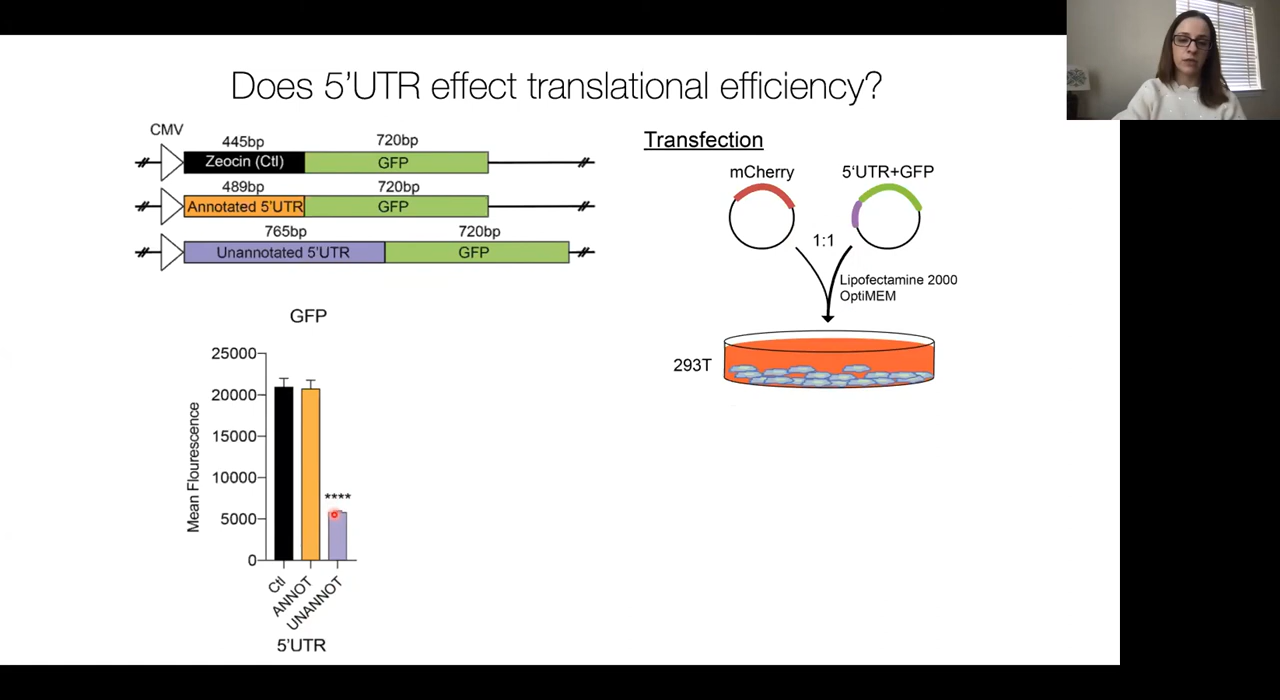 Does 5'UTR effect translational efficiency?
CMV
445bp
720bp
Zeocin (Ctl)
GFP
489bp
720bp
Annotated 5'UTR
GFP
765bp
720bp
Unannotated 5'UTR
GFP
Transfection
mCherry
5'UTR+GFP
1:1
Lipofectamine 2000
OptiMEM
293T
GFP
25000
20000
15000
10000
5000
0
Mean Flourescence
****
Ctl
ANNOT
UNANNOT
5'UTR